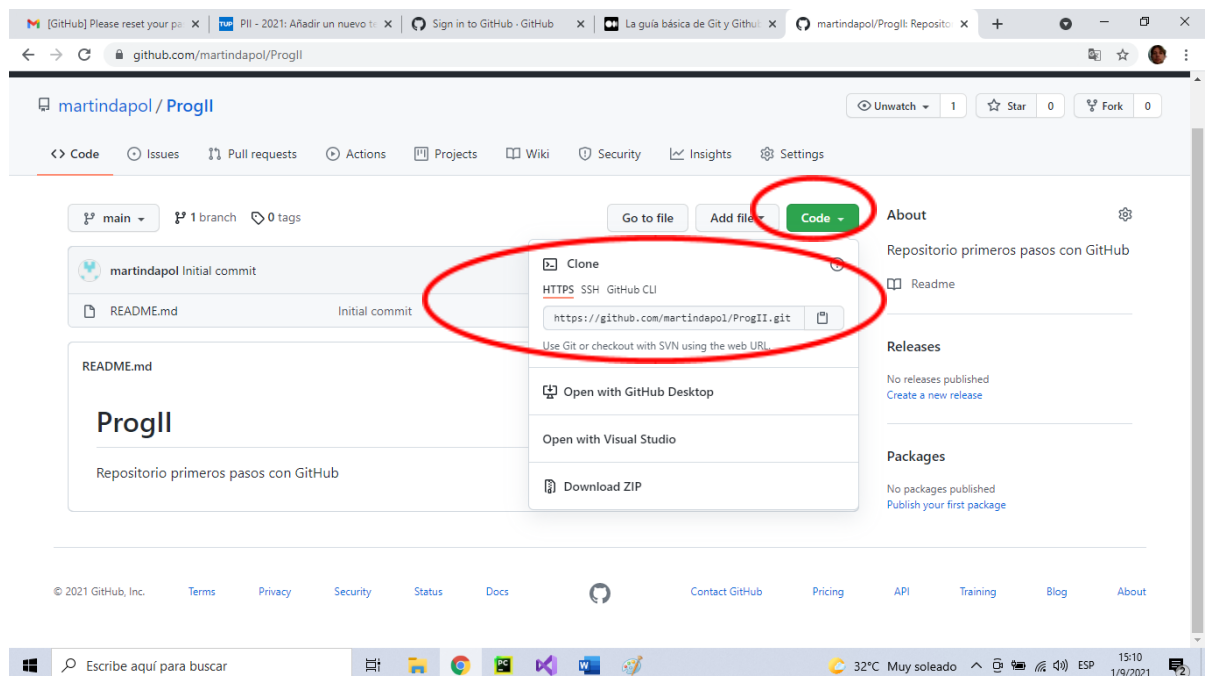 [GitHub] Please reset your pa
PII - 2021: Añadir un nuevo te
Sign in to GitHub · GitHub
La guía básica de Git y Github
martindapol/ProgII: Reposito
github.com/martindapol/ProgII
martindapol / ProgII
Unwatch 1
Star 0
Fork 0
Code
Issues
Pull requests
Actions
Projects
Wiki
Security
Insights
Settings
main
1 branch
0 tags
Go to file
Add file
Code
martindapol Initial commit
README.md
Initial commit
Clone
HTTPS SSH GitHub CLI
https://github.com/martindapol/ProgII.git
Use Git or checkout with SVN using the web URL.
Open with GitHub Desktop
Open with Visual Studio
Download ZIP
README.md
ProgII
Repositorio primeros pasos con GitHub
About
Repositorio primeros pasos con GitHub
Readme
Releases
No releases published
Create a new release
Packages
No packages published
Publish your first package
© 2021 GitHub, Inc.
Terms
Privacy
Security
Status
Docs
Contact GitHub
Pricing
API
Training
Blog
About
Escribe aquí para buscar
32°C Muy soleado
ESP
15:10
1/9/2021
2